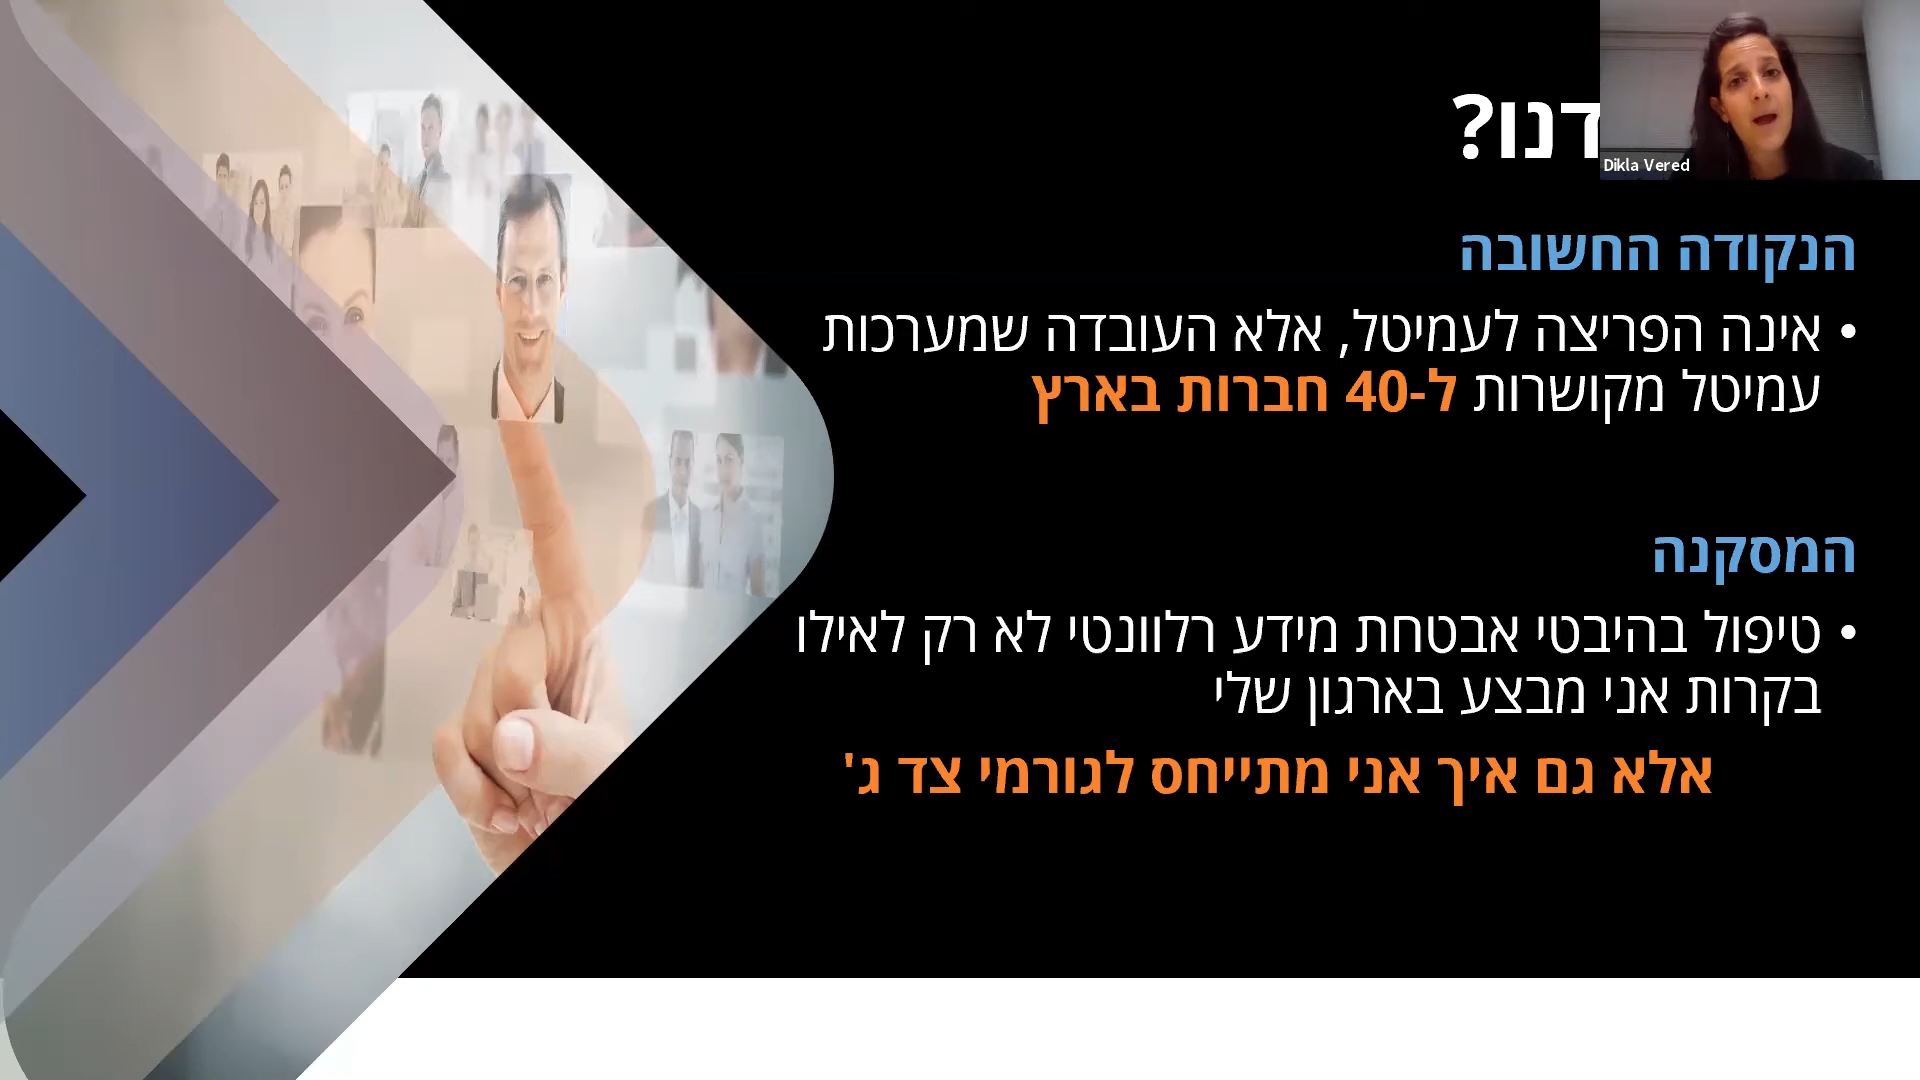 דנו?
Dikla Vered
הנקודה החשובה
• אינה הפריצה לעמיטל, אלא העובדה שמערכות
עמיטל מקושרות ל-40 חברות בארץ
המסקנה
• טיפול בהיבטי אבטחת מידע רלוונטי לא רק לאילו
בקרות אני מבצע בארגון שלי
אלא גם איך אני מתייחס לגורמי צד ג'